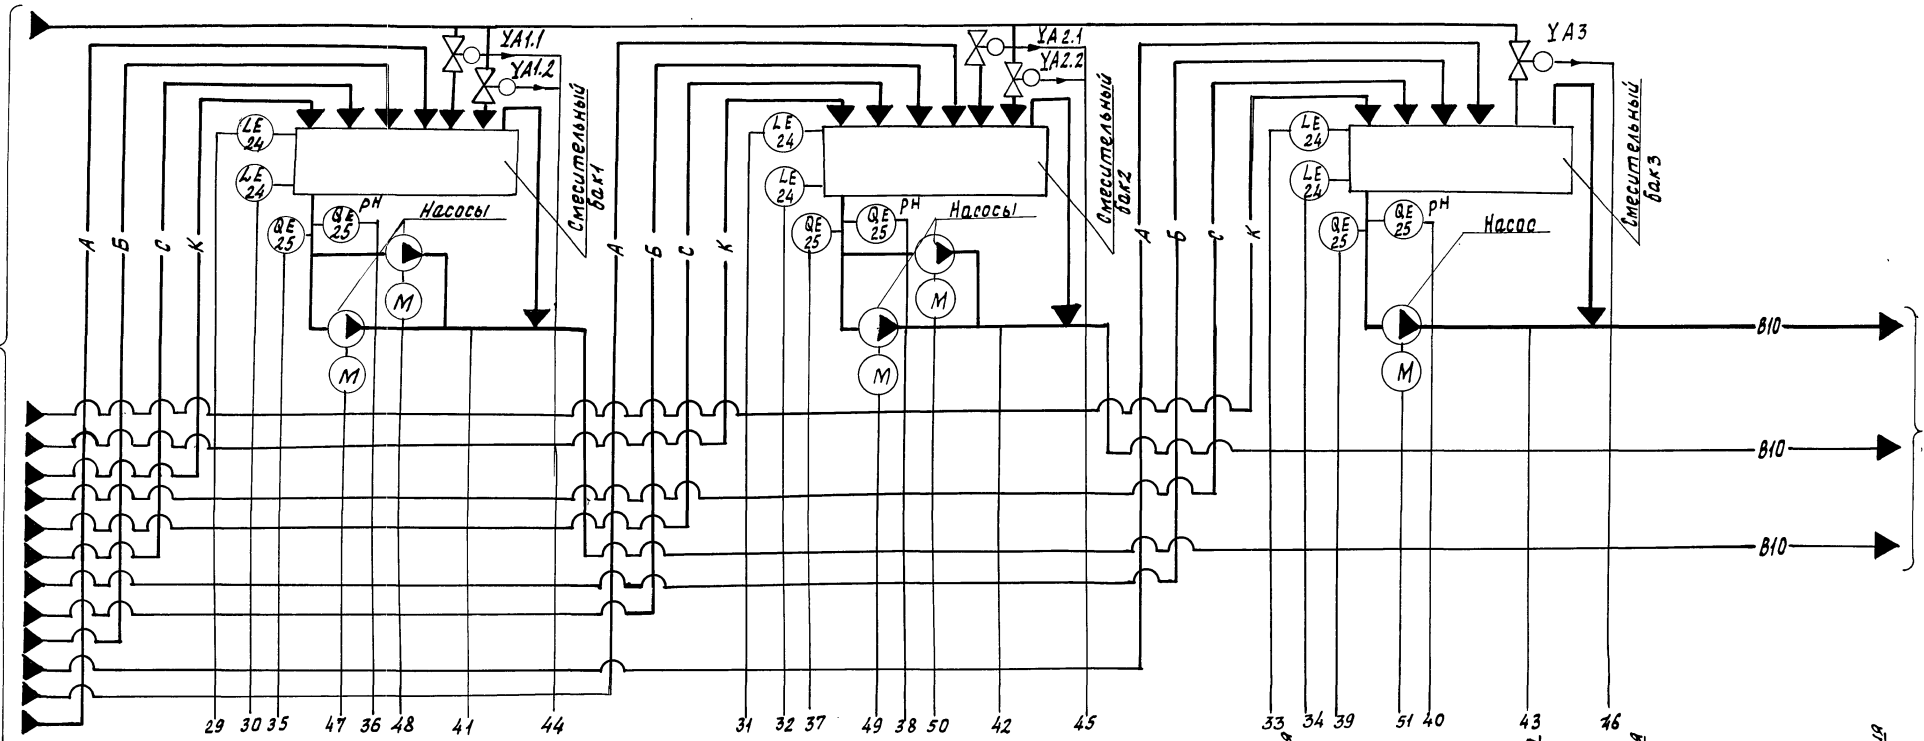 YA1.1
YA1.2
YA2.1
YA2.2
YA3
LE
24
LE
24
QE
25
QE
25
pH
Насосы
Смесительный
бак1
M
M
А
Б
С
К
LE
24
LE
24
QE
25
QE
25
pH
Насосы
Смесительный
бак2
M
M
А
Б
С
К
LE
24
LE
24
QE
25
QE
25
pH
Насос
Смесительный
бак3
M
А
Б
С
К
В10
В10
В10
29 30 35 47 36 48 41 44 31 32 37 49 38 50 42 45 33 34 39 51 40 43 46